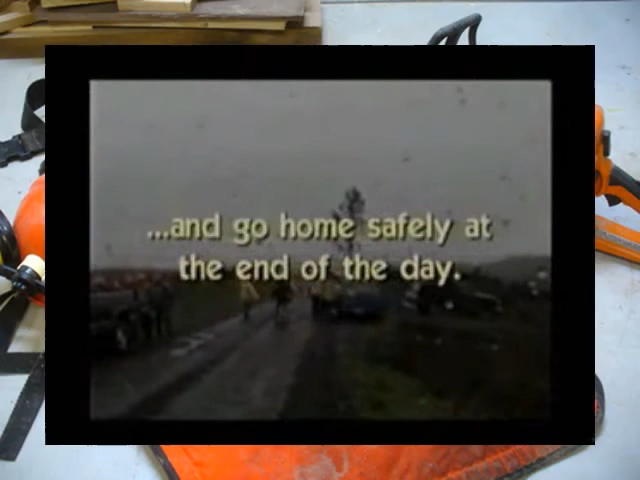 ...and go home safely at
the end of the day.